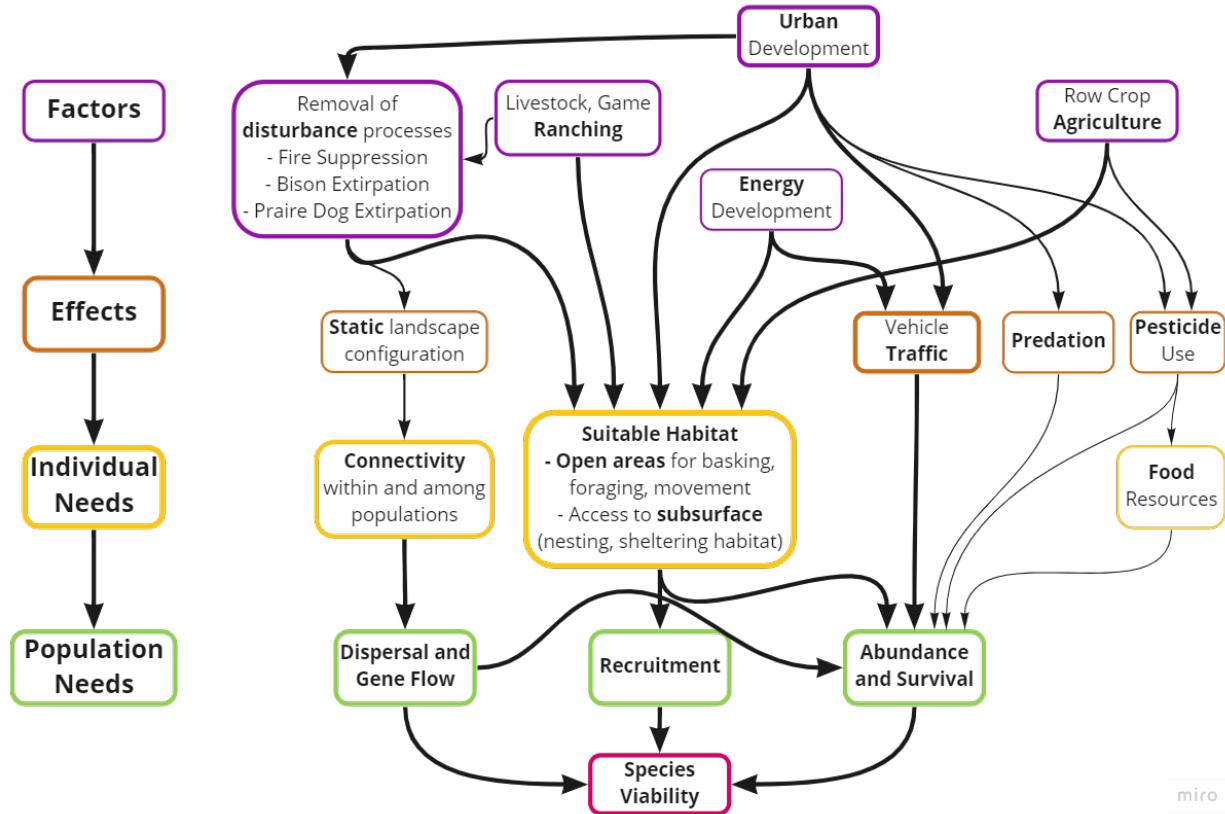 Urban
Development
Factors
Removal of
disturbance processes
- Fire Suppression
- Bison Extirpation
- Praire Dog Extirpation
Livestock, Game
Ranching
Row Crop
Agriculture
Energy
Development
Effects
Static landscape
configuration
Vehicle
Traffic
Predation
Pesticide
Use
Individual
Needs
Connectivity
within and among
populations
Suitable Habitat
- Open areas for basking,
foraging, movement
- Access to subsurface
(nesting, sheltering habitat)
Food
Resources
Population
Needs
Dispersal and
Gene Flow
Recruitment
Abundance
and Survival
Species
Viability
miro